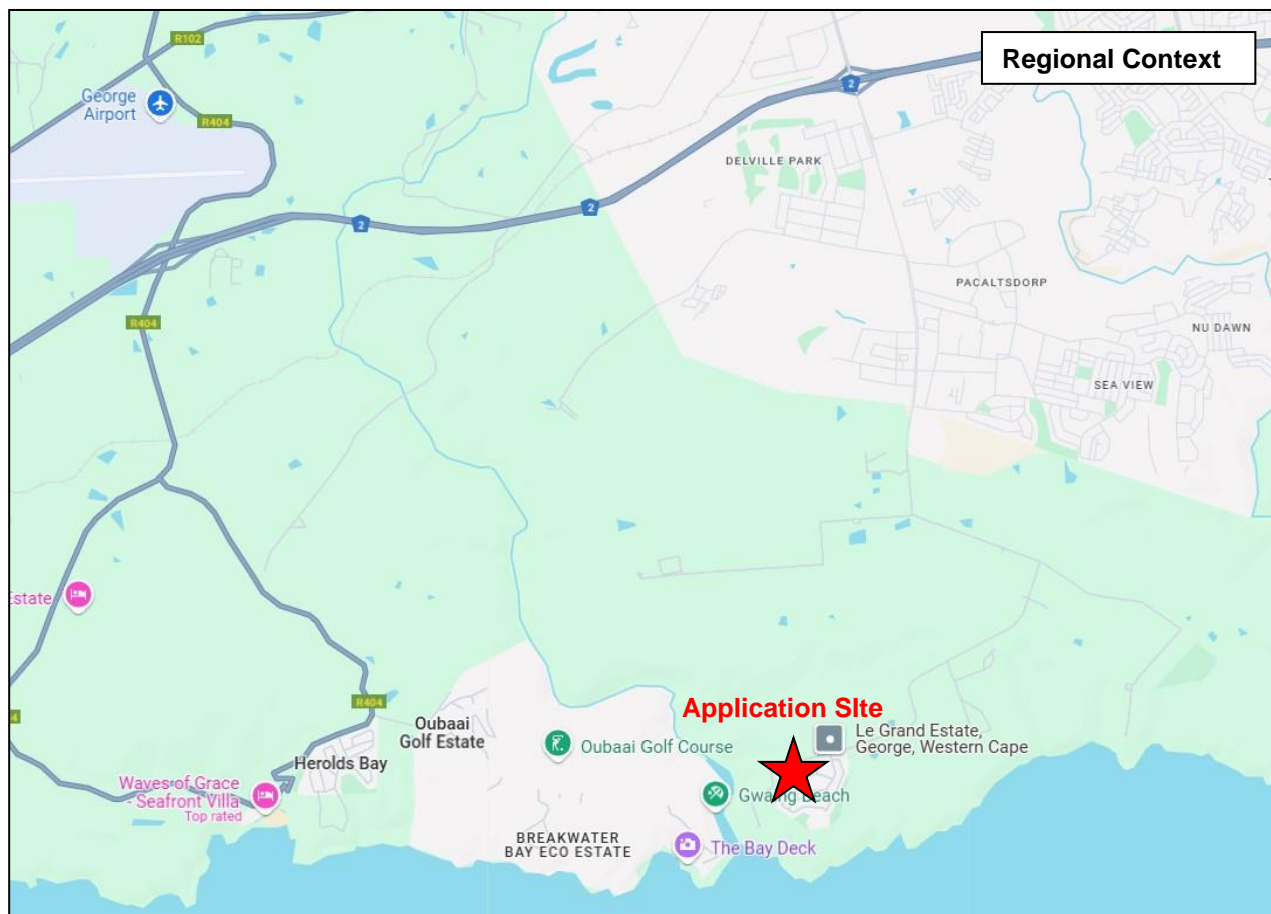 Regional Context
R102
George
Airport
R404
2
2
2
DELVILLE PARK
PACALTSDORP
NU DAWN
SEA VIEW
R404
Estate
R404
Application SIte
Le Grand Estate,
George, Western Cape
Oubaai
Golf Estate
Oubaai Golf Course
Herolds Bay
Waves of Grace
- Seafront Villa
Top rated
Gwaing Beach
BREAKWATER
BAY ECO ESTATE
The Bay Deck